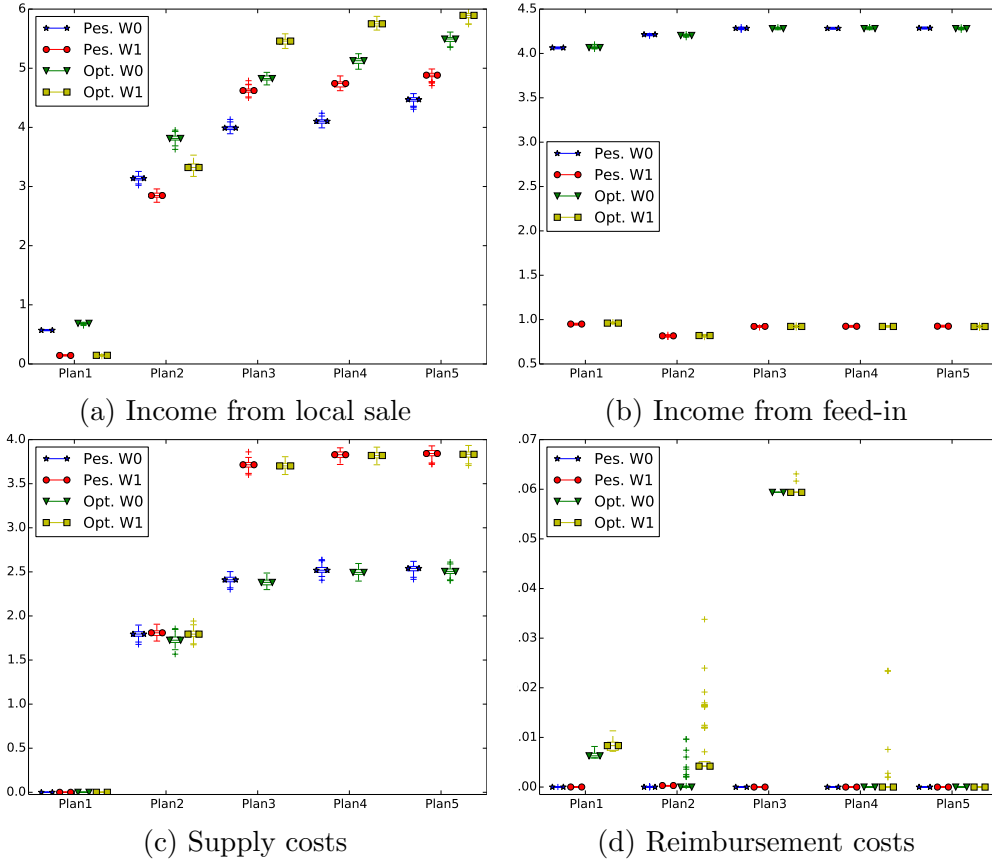 6
5
4
3
2
1
0
Pes. W0
Pes. W1
Opt. W0
Opt. W1
Plan1 Plan2 Plan3 Plan4 Plan5
(a) Income from local sale
4.5
4.0
3.5
3.0
2.5
2.0
1.5
1.0
0.5
Pes. W0
Pes. W1
Opt. W0
Opt. W1
Plan1 Plan2 Plan3 Plan4 Plan5
(b) Income from feed-in
4.0
3.5
3.0
2.5
2.0
1.5
1.0
0.5
0.0
Pes. W0
Pes. W1
Opt. W0
Opt. W1
Plan1 Plan2 Plan3 Plan4 Plan5
(c) Supply costs
.07
.06
.05
.04
.03
.02
.01
.00
Pes. W0
Pes. W1
Opt. W0
Opt. W1
Plan1 Plan2 Plan3 Plan4 Plan5
(d) Reimbursement costs